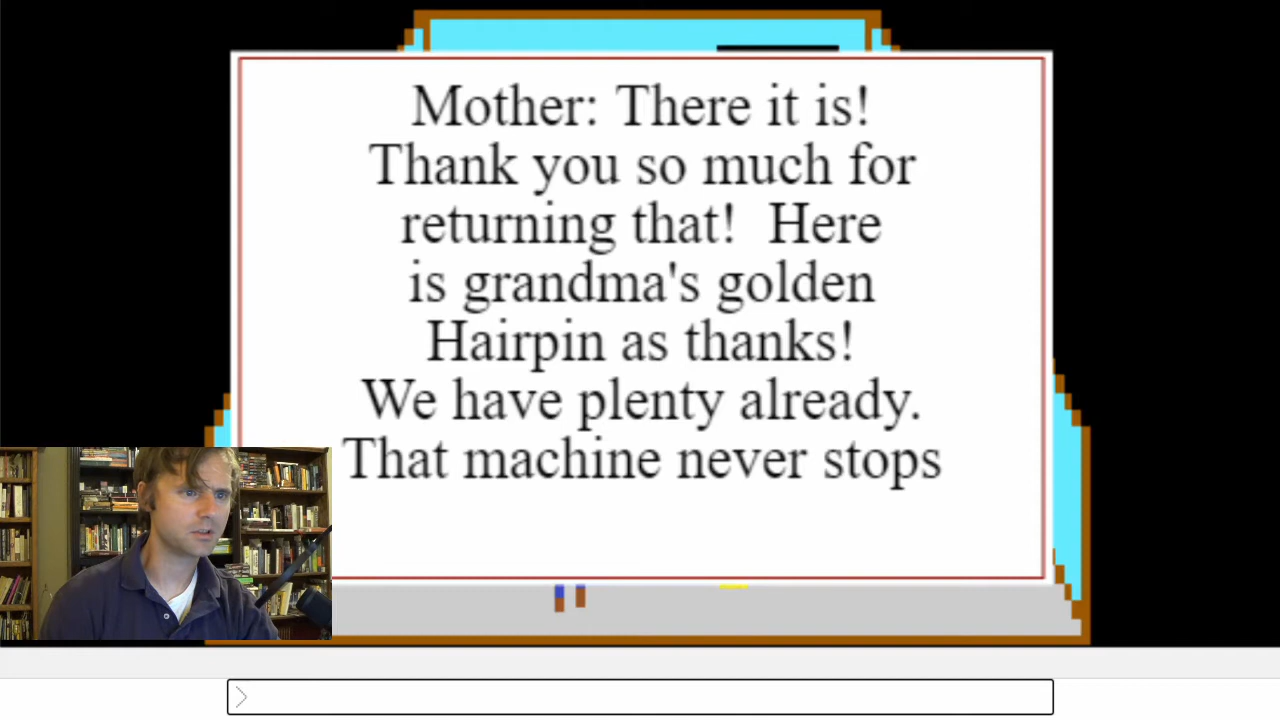 Mother: There it is!
Thank you so much for
returning that!  Here
is grandma's golden
Hairpin as thanks!
We have plenty already.
That machine never stops